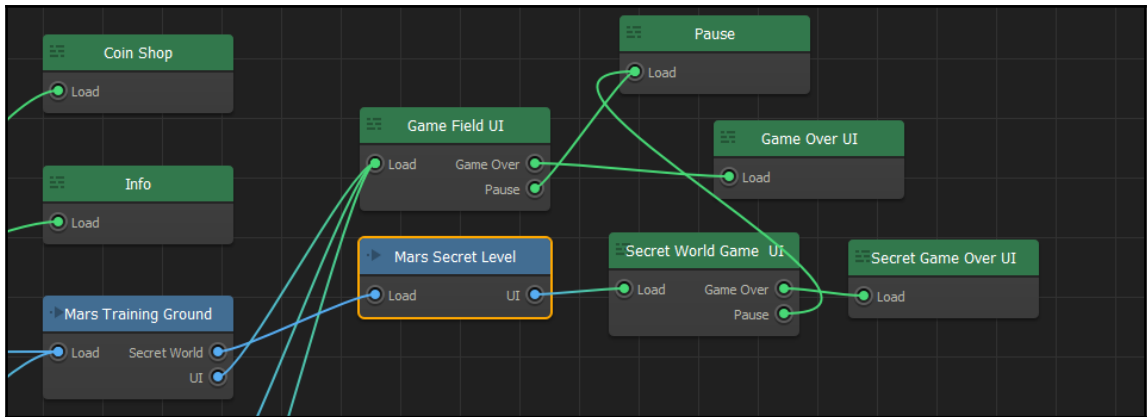 Coin Shop
Load
Info
Load
Mars Training Ground
Load Secret World
UI
Game Field UI
Load Game Over
Pause
Mars Secret Level
Load UI
Pause
Load
Game Over UI
Load
Secret World Game UI
Load Game Over
Pause
Secret Game Over UI
Load